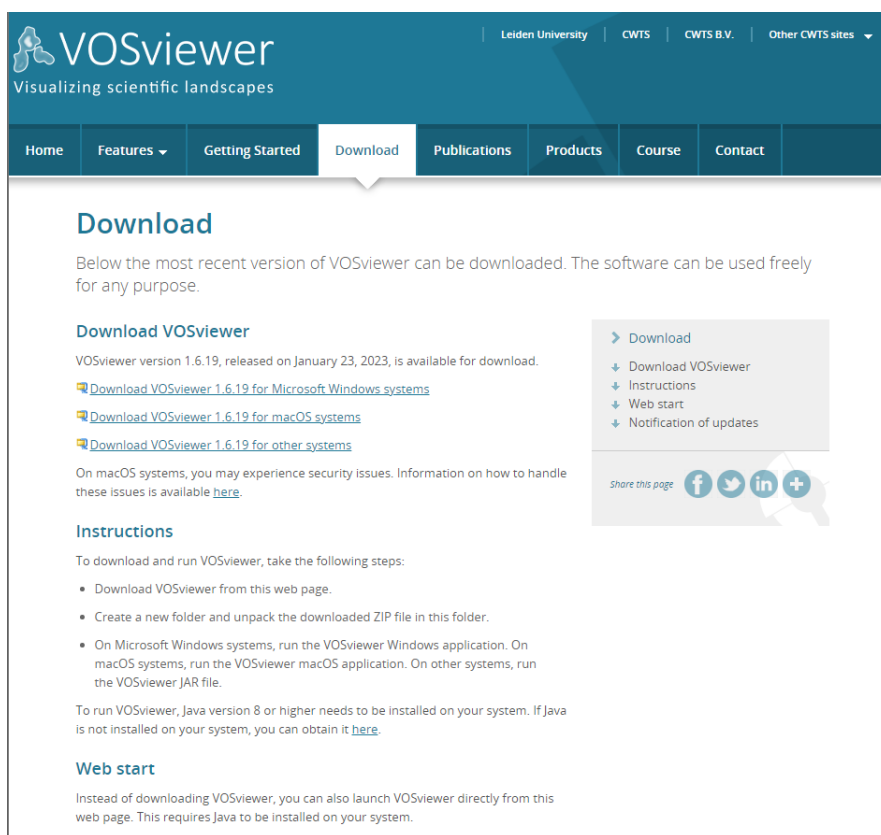 VOSviewer
Visualizing scientific landscapes
Leiden University
CWTS
CWTS B.V.
Other CWTS sites
Home
Features
Getting Started
Download
Publications
Products
Course
Contact
Download
Below the most recent version of VOSviewer can be downloaded. The software can be used freely
for any purpose.
Download VOSviewer
VOSviewer version 1.6.19, released on January 23, 2023, is available for download.
Download VOSviewer 1.6.19 for Microsoft Windows systems
Download VOSviewer 1.6.19 for macOS systems
Download VOSviewer 1.6.19 for other systems
On macOS systems, you may experience security issues. Information on how to handle
these issues is available here.
Instructions
To download and run VOSviewer, take the following steps:
Download VOSviewer from this web page.
Create a new folder and unpack the downloaded ZIP file in this folder.
On Microsoft Windows systems, run the VOSviewer Windows application. On
macOS systems, run the VOSviewer macOS application. On other systems, run
the VOSviewer JAR file.
To run VOSviewer, Java version 8 or higher needs to be installed on your system. If Java
is not installed on your system, you can obtain it here.
Web start
Instead of downloading VOSviewer, you can also launch VOSviewer directly from this
web page. This requires Java to be installed on your system.
Download
Download VOSviewer
Instructions
Web start
Notification of updates
Share this page